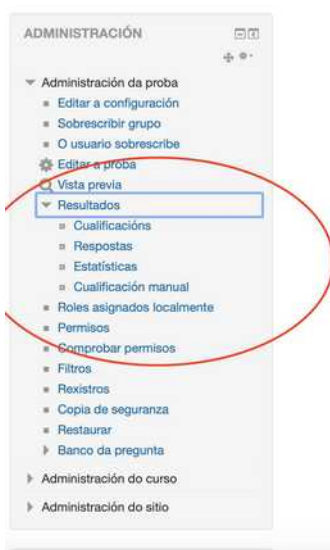 ADMINISTRACIÓN
Administración da proba
Editar a configuración
Sobrescribir grupo
O usuario sobrescribe
Editar a proba
Vista previa
Resultados
Cualificacións
Respostas
Estatísticas
Cualificación manual
Roles asignados localmente
Permisos
Comprobar permisos
Filtros
Rexistros
Copia de seguranza
Restaurar
Banco da pregunta
Administración do curso
Administración do sitio